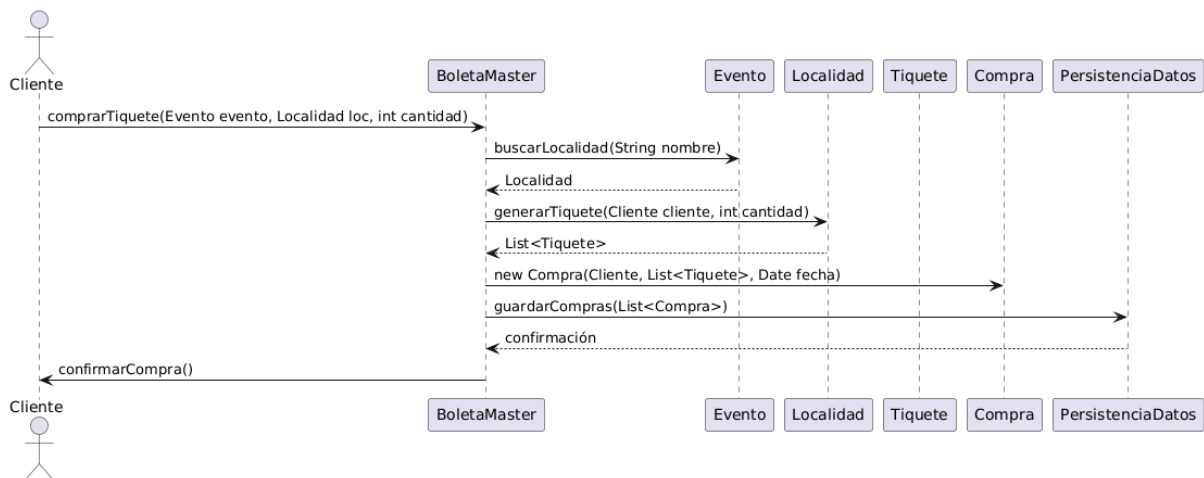 Cliente
BoletaMaster
Evento
Localidad
Tiquete
Compra
PersistenciaDatos
comprarTiquete(Evento evento, Localidad loc, int cantidad)
buscarLocalidad(String nombre)
Localidad
generarTiquete(Cliente cliente, int cantidad)
List<Tiquete>
new Compra(Cliente, List<Tiquete>, Date fecha)
guardarCompras(List<Compra>)
confirmación
confirmarCompra()
Cliente
BoletaMaster
Evento
Localidad
Tiquete
Compra
PersistenciaDatos